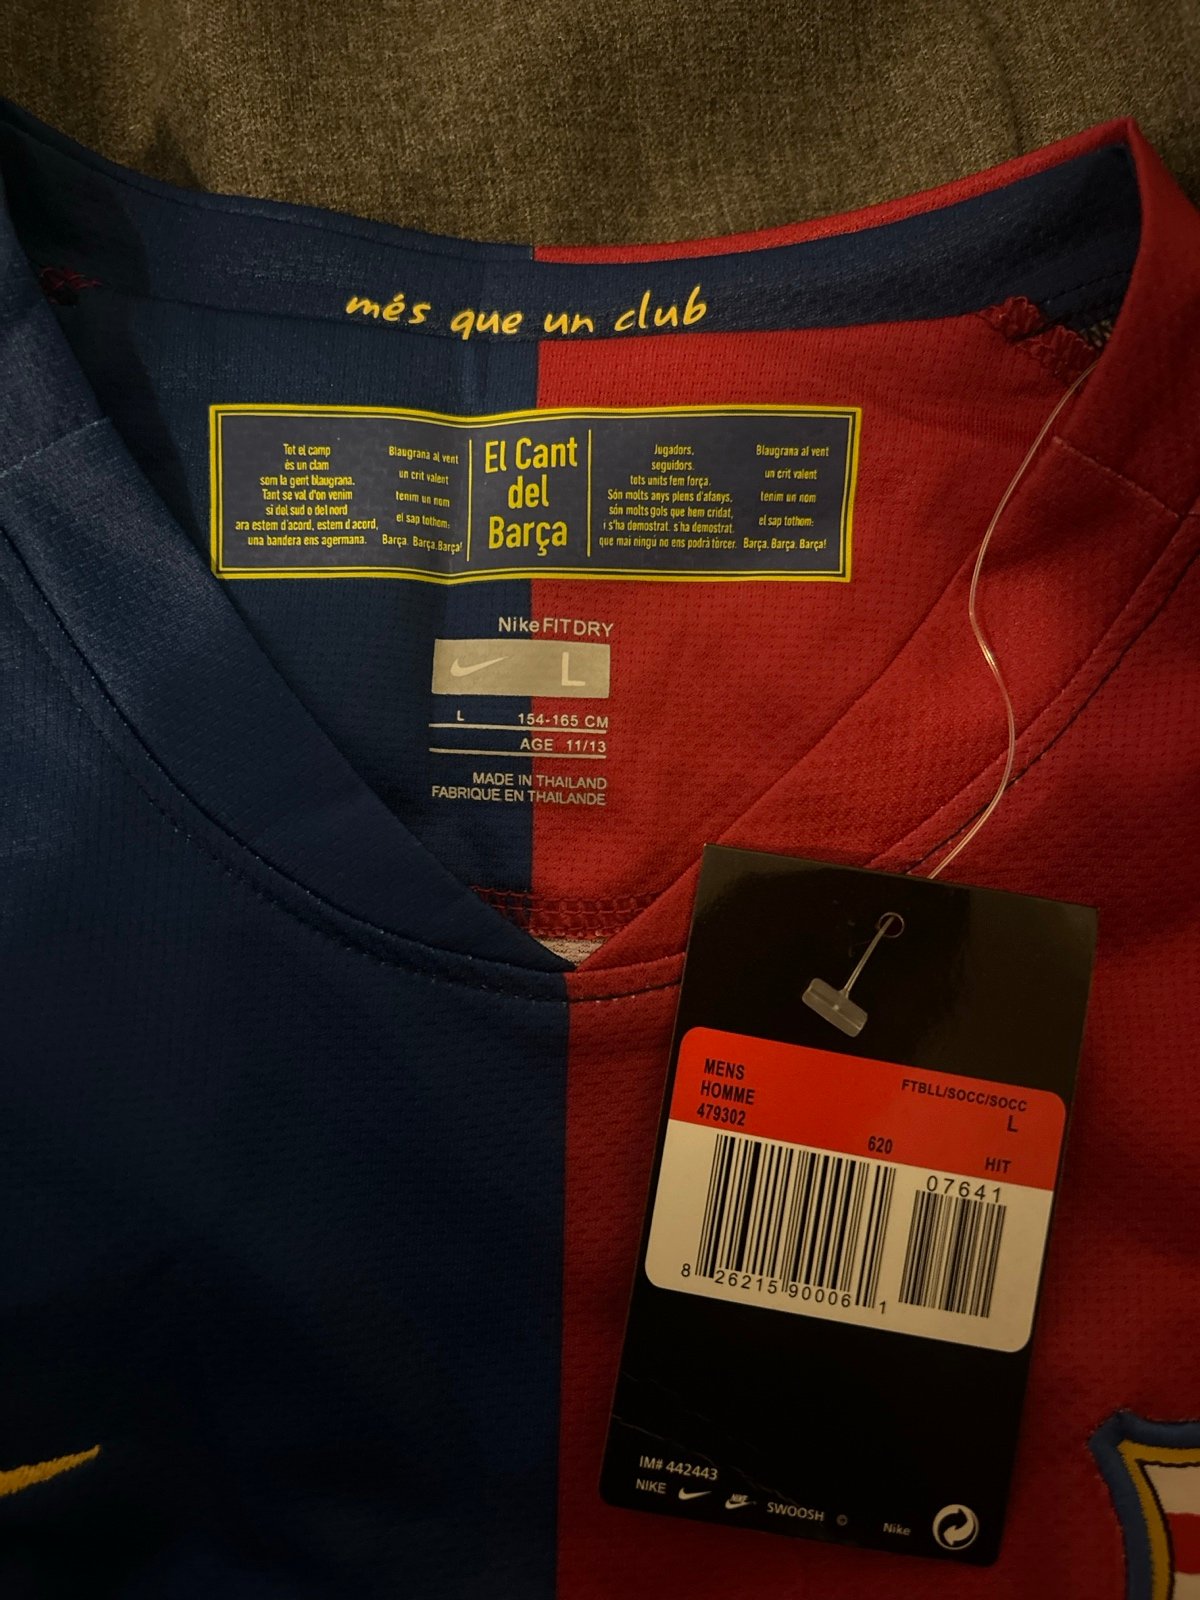 més que un club
Tot el camp
és un clam
som la gent blaugrana.
Tant se val d'on venim
si del sud o del nord
ara estem d'acord, estem d acord,
una bandera ens agermana.
Blaugrana al vent
un crit valent
tenim un nom
el sap tothom:
Barça. Barça. Barça!
El Cant
del
Barça
Jugadors,
seguidors.
tots units fem força.
Són molts anys plens d'afanys,
són molts gols que hem cridat,
i s'ha demostrat. s'ha demostrat.
que mai ningú no ens podrà tòrcer.
Blaugrana al vent
un crit valent
tenim un nom
el sap tothom:
Barça. Barça. Barça!
Nike FIT DRY
L
L 154-165 CM
AGE 11/13
MADE IN THAILAND
FABRIQUE EN THAILANDE
MENS
HOMME
479302
FTBLL/SOCC/SOCC
L
620
HIT
07641
8 26215 90006 1
IM# 442443
NIKE NIKE SWOOSH © Nike